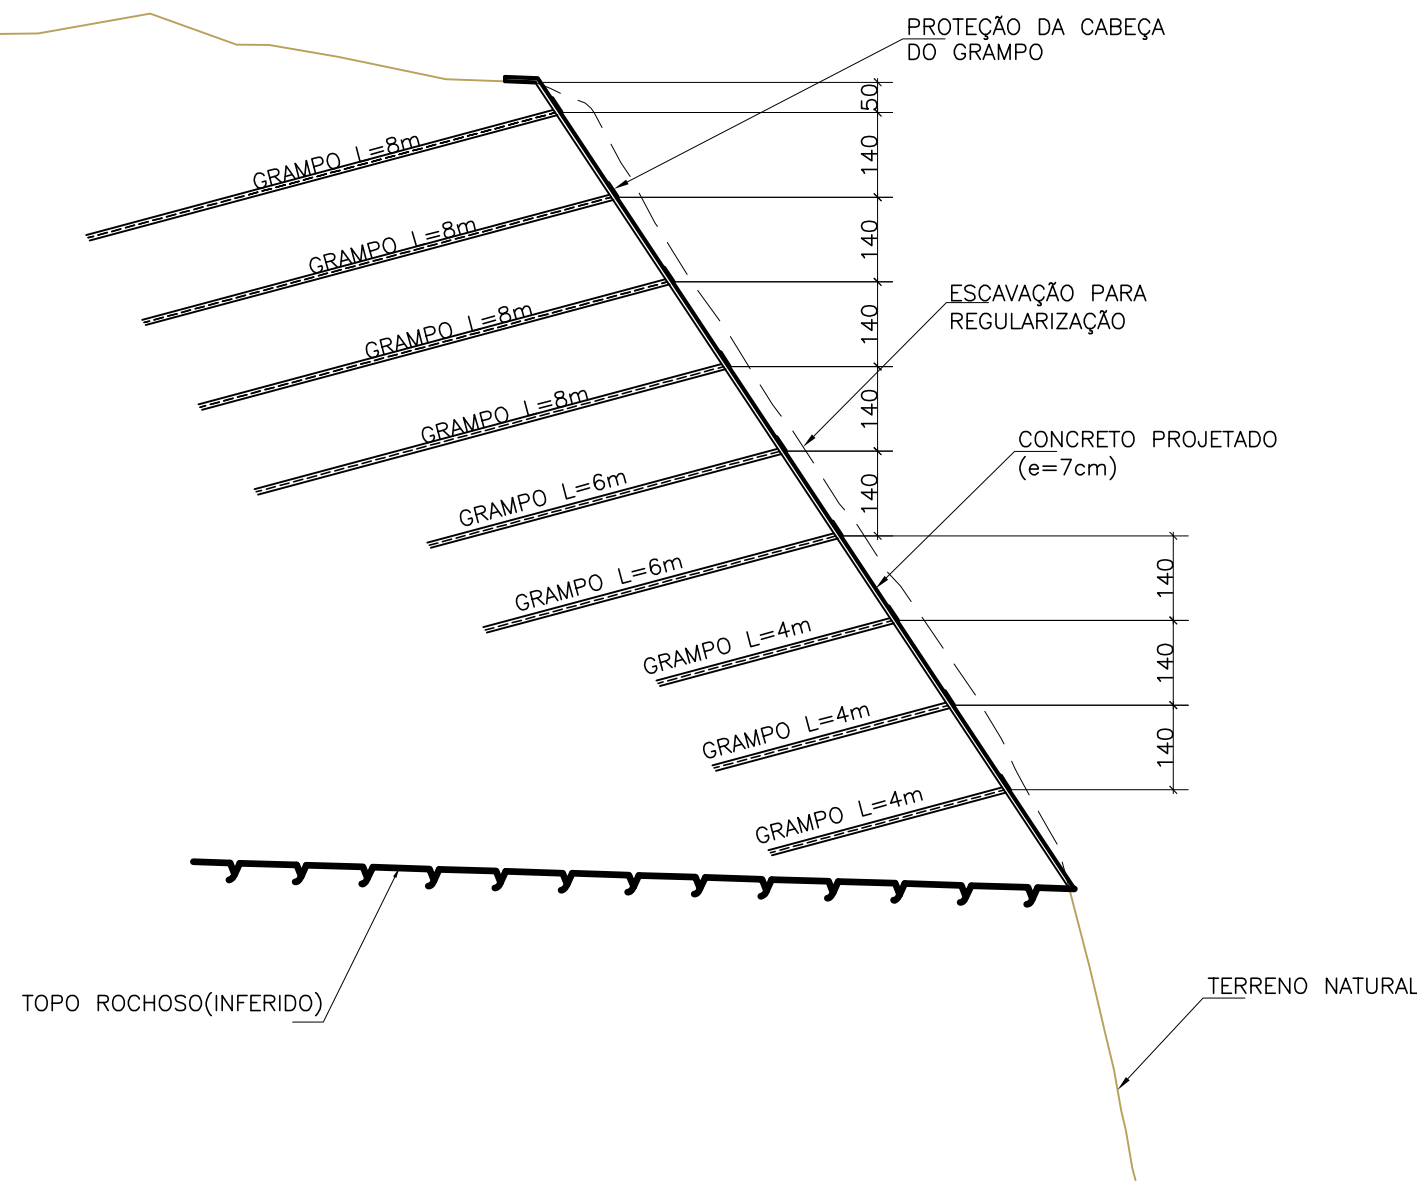 PROTEÇÃO DA CABEÇA
DO GRAMPO
50
140
GRAMPO L=8m
140
GRAMPO L=8m
ESCAVAÇÃO PARA
REGULARIZAÇÃO
140
GRAMPO L=8m
140
GRAMPO L=8m
CONCRETO PROJETADO
(e=7cm)
140
GRAMPO L=6m
GRAMPO L=6m
140
GRAMPO L=4m
140
GRAMPO L=4m
140
GRAMPO L=4m
TOPO ROCHOSO(INFERIDO)
TERRENO NATURAL